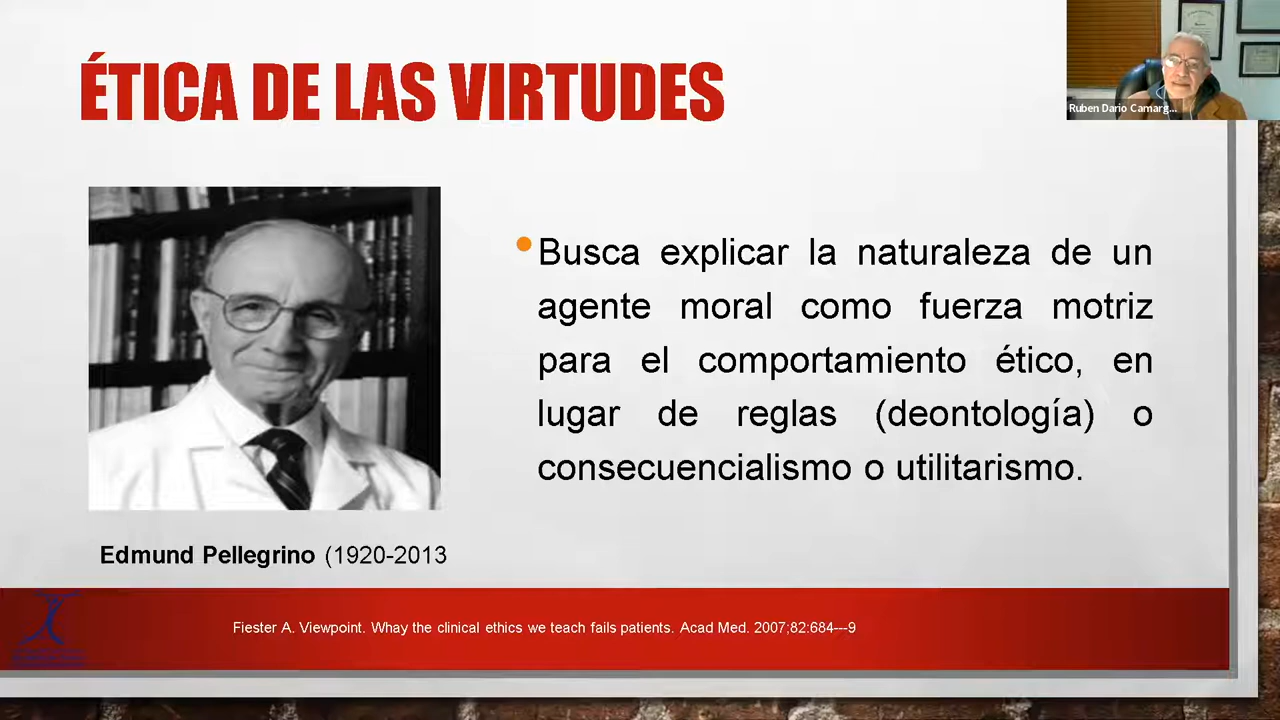 ÉTICA DE LAS VIRTUDES
Ruben Dario Camarg...
Busca explicar la naturaleza de un
agente moral como fuerza motriz
para el comportamiento ético, en
lugar de reglas (deontología) o
consecuencialismo o utilitarismo.
Edmund Pellegrino (1920-2013
Fiester A. Viewpoint. Whay the clinical ethics we teach fails patients. Acad Med. 2007;82:684---9